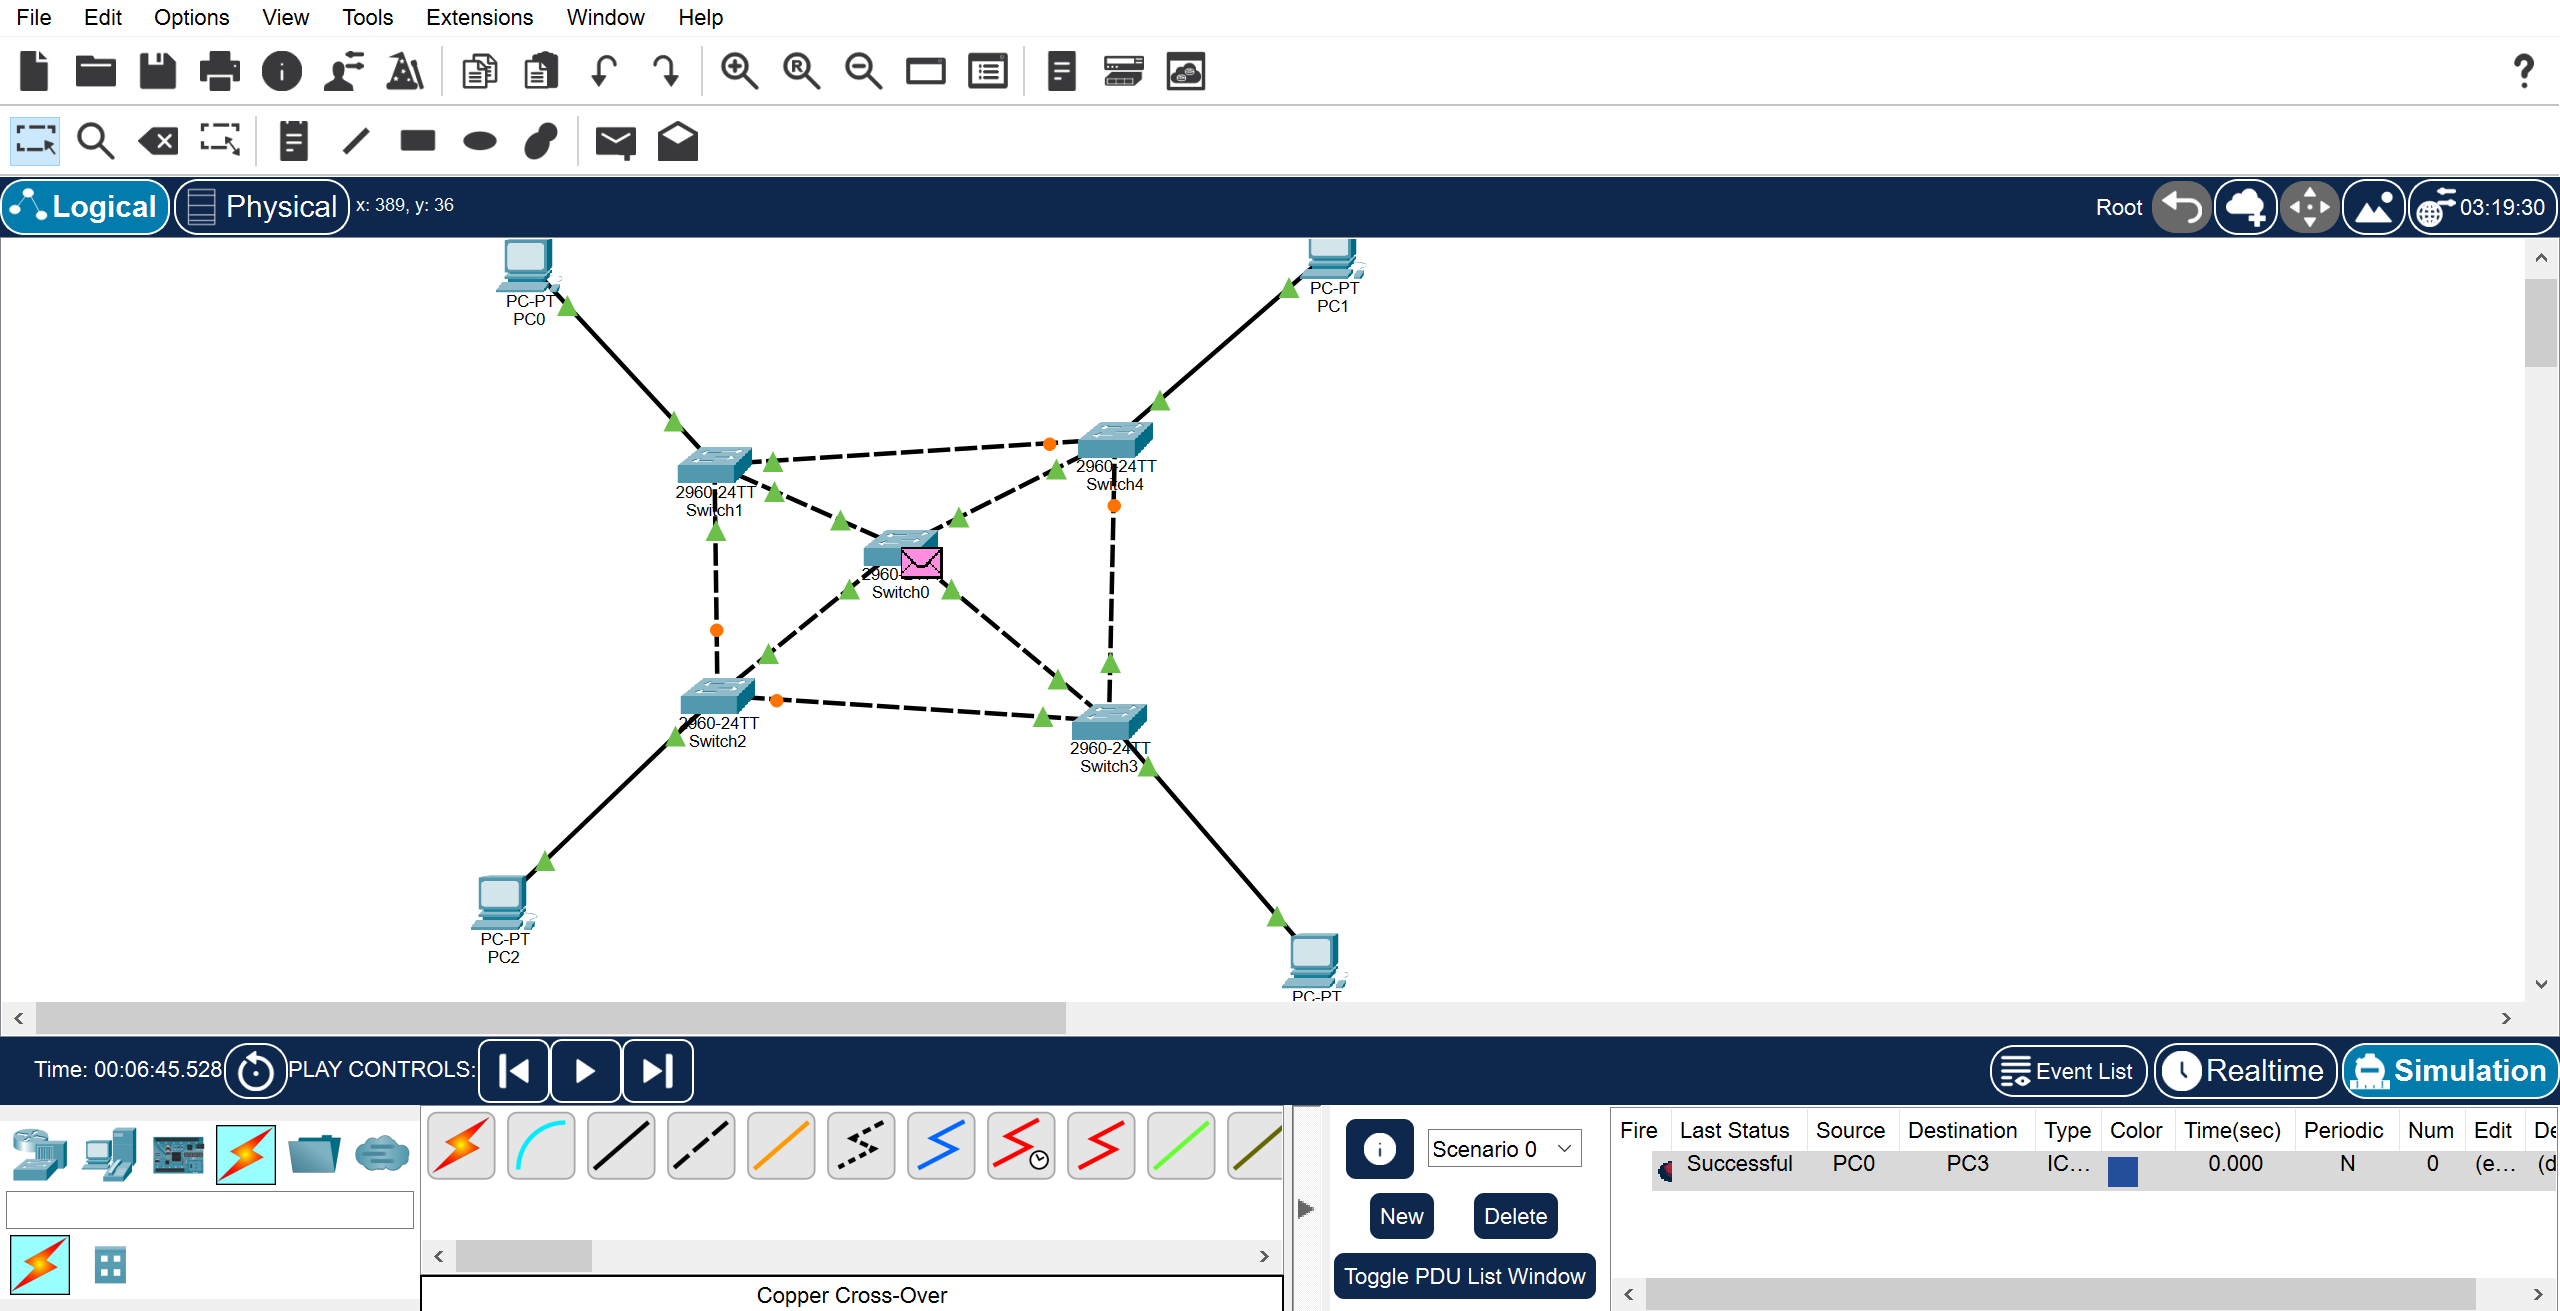 File Edit Options View Tools Extensions Window Help
Logical Physical x: 389, y: 36 Root 03:19:30
PC-PT
PC0
PC-PT
PC1
2960-24TT
Switch4
2960-24TT
Switch1
2960-
Switch0
2960-24TT
Switch2
2960-24TT
Switch3
PC-PT
PC2
PC-PT
Time: 00:06:45.528 PLAY CONTROLS: Event List Realtime Simulation
Scenario 0
New Delete
Toggle PDU List Window
Fire Last Status Source Destination Type Color Time(sec) Periodic Num Edit De
Successful PC0 PC3 IC... 0.000 N 0 (e... (d
Copper Cross-Over